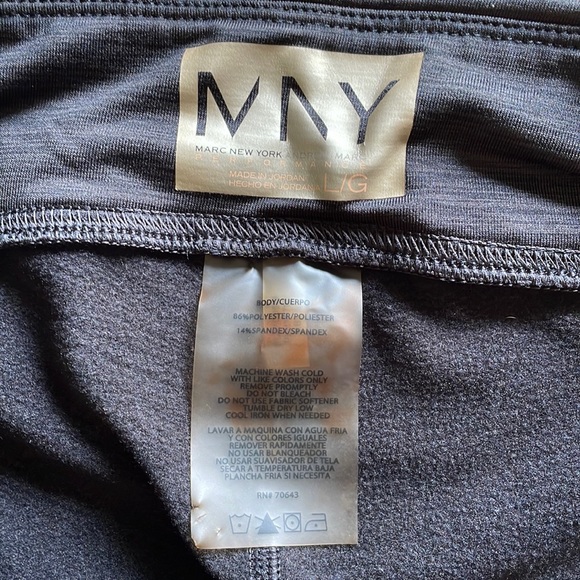 MNY
MARC NEW YORK ANDREW MARC
MADE IN JORDAN
HECHO EN JORDAN
L/G
BODY/CUERPO
86%POLYESTER/POLIESTER
14%SPANDEX/SPANDEX
MACHINE WASH COLD
WITH LIKE COLORS ONLY
REMOVE PROMPTLY
DO NOT BLEACH
DO NOT USE FABRIC SOFTENER
TUMBLE DRY LOW
COOL IRON WHEN NEEDED
LAVAR A MAQUINA CON AGUA FRIA
Y CON COLORES IGUALES
REMOVER RAPIDAMENTE
NO USAR BLANQUEADOR
NO USAR SUAVISADOR DE TELA
SECAR A TEMPERATURA BAJA
PLANCHA FRIA SI NECESITA
RN# 70643